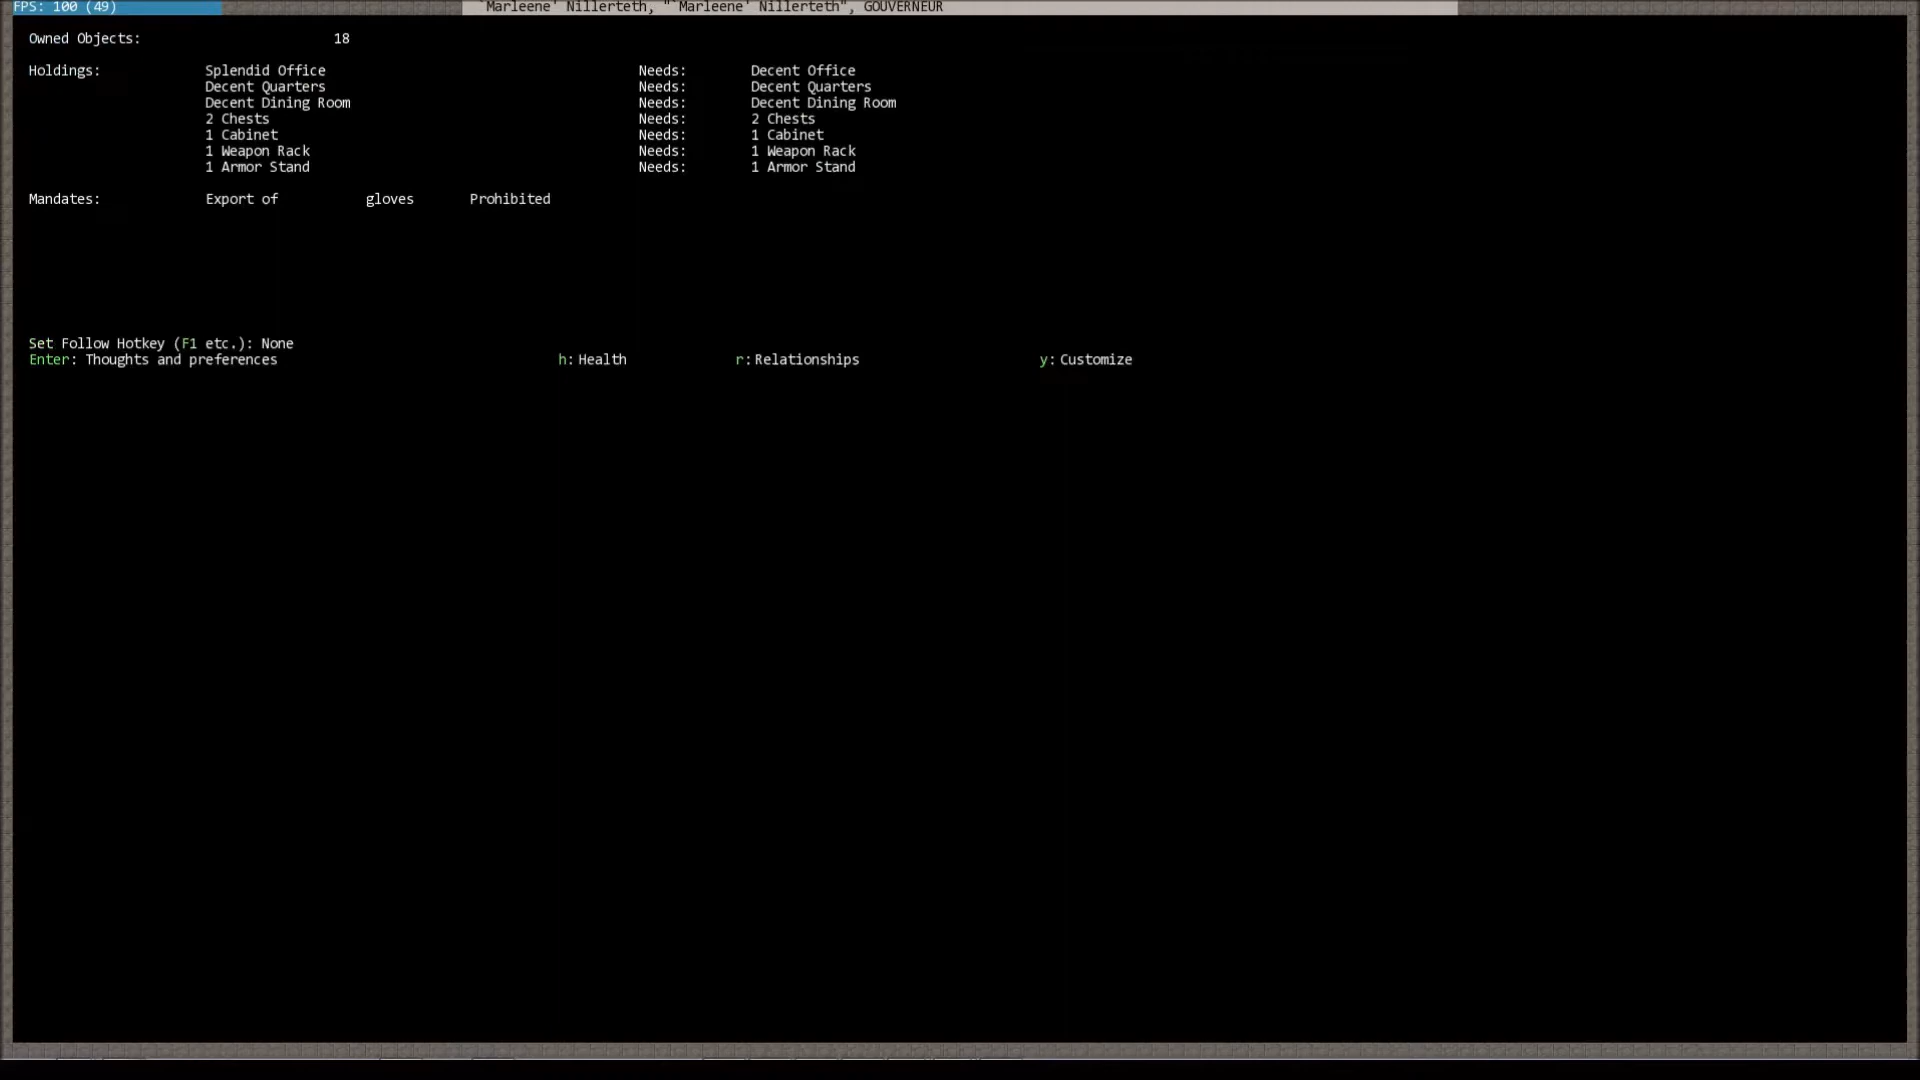 FPS: 100 (49) `Marleene' Nillerteth, "`Marleene' Nillerteth", GOUVERNEUR
Owned Objects: 18
Holdings: Splendid Office Needs: Decent Office
Decent Quarters Needs: Decent Quarters
Decent Dining Room Needs: Decent Dining Room
2 Chests Needs: 2 Chests
1 Cabinet Needs: 1 Cabinet
1 Weapon Rack Needs: 1 Weapon Rack
1 Armor Stand Needs: 1 Armor Stand
Mandates: Export of gloves Prohibited
Set Follow Hotkey (F1 etc.): None
Enter: Thoughts and preferences h: Health r: Relationships y: Customize